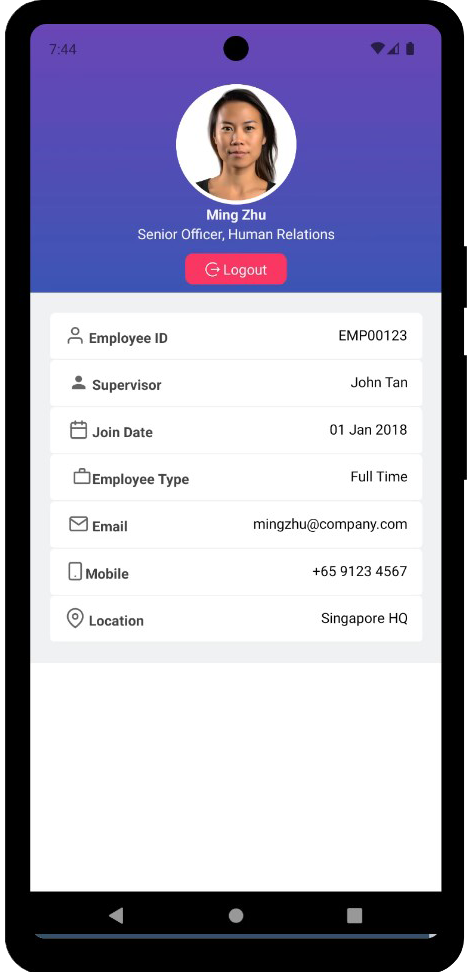 7:44
Ming Zhu
Senior Officer, Human Relations
Logout
Employee ID EMP00123
Supervisor John Tan
Join Date 01 Jan 2018
Employee Type Full Time
Email mingzhu@company.com
Mobile +65 9123 4567
Location Singapore HQ